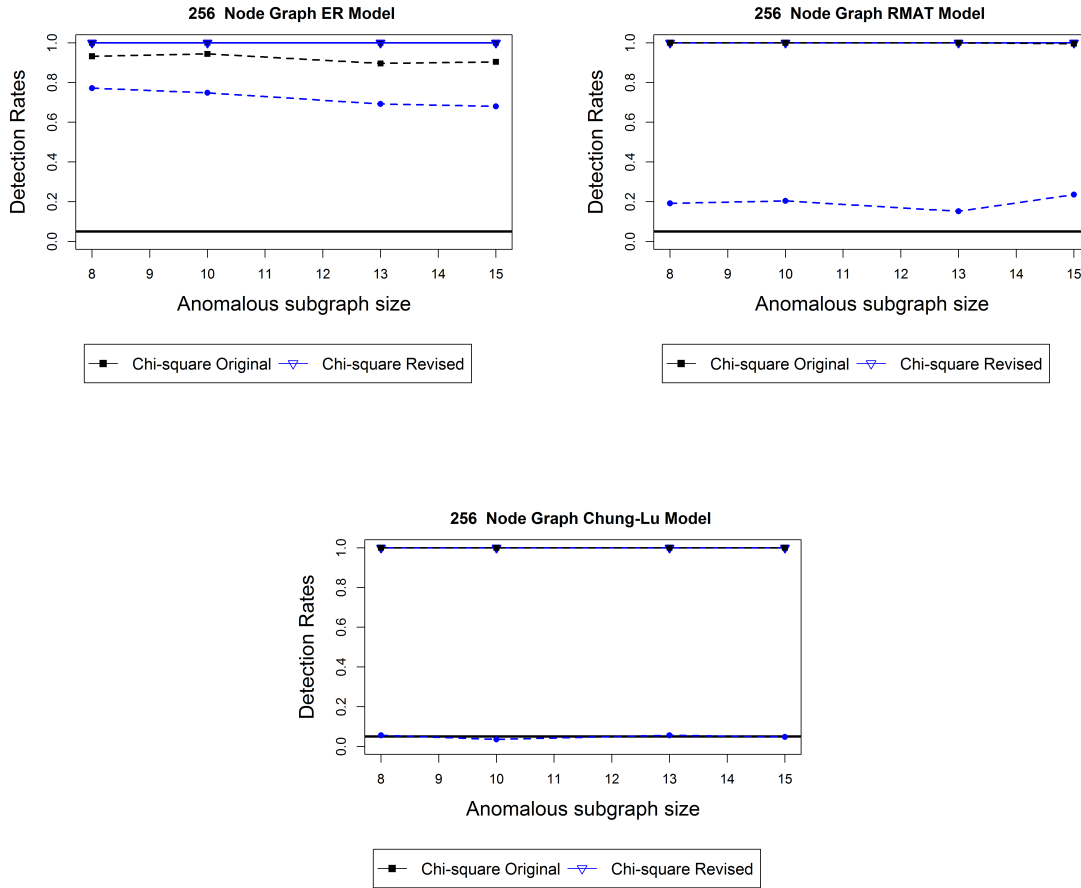 256 Node Graph ER Model
Detection Rates
0.0 0.2 0.4 0.6 0.8 1.0
8 9 10 11 12 13 14 15
Anomalous subgraph size
Chi-square Original Chi-square Revised
256 Node Graph RMAT Model
Detection Rates
0.0 0.2 0.4 0.6 0.8 1.0
8 9 10 11 12 13 14 15
Anomalous subgraph size
Chi-square Original Chi-square Revised
256 Node Graph Chung-Lu Model
Detection Rates
0.0 0.2 0.4 0.6 0.8 1.0
8 9 10 11 12 13 14 15
Anomalous subgraph size
Chi-square Original Chi-square Revised